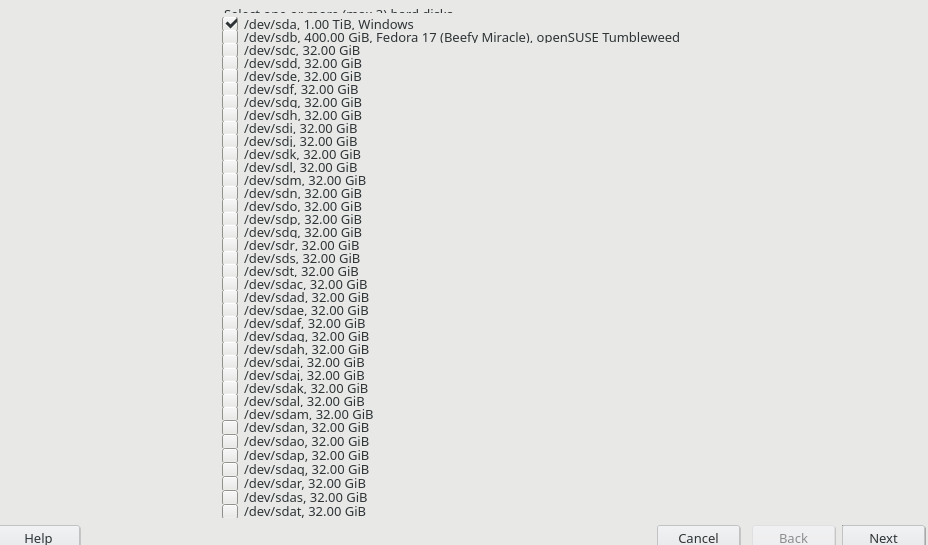 Select one or more (max 3) hard disks
/dev/sda, 1.00 TiB, Windows
/dev/sdb, 400.00 GiB, Fedora 17 (Beefy Miracle), openSUSE Tumbleweed
/dev/sdc, 32.00 GiB
/dev/sdd, 32.00 GiB
/dev/sde, 32.00 GiB
/dev/sdf, 32.00 GiB
/dev/sdg, 32.00 GiB
/dev/sdh, 32.00 GiB
/dev/sdi, 32.00 GiB
/dev/sdj, 32.00 GiB
/dev/sdk, 32.00 GiB
/dev/sdl, 32.00 GiB
/dev/sdm, 32.00 GiB
/dev/sdn, 32.00 GiB
/dev/sdo, 32.00 GiB
/dev/sdp, 32.00 GiB
/dev/sdq, 32.00 GiB
/dev/sdr, 32.00 GiB
/dev/sds, 32.00 GiB
/dev/sdt, 32.00 GiB
/dev/sdac, 32.00 GiB
/dev/sdad, 32.00 GiB
/dev/sdae, 32.00 GiB
/dev/sdaf, 32.00 GiB
/dev/sdag, 32.00 GiB
/dev/sdah, 32.00 GiB
/dev/sdai, 32.00 GiB
/dev/sdaj, 32.00 GiB
/dev/sdak, 32.00 GiB
/dev/sdal, 32.00 GiB
/dev/sdam, 32.00 GiB
/dev/sdan, 32.00 GiB
/dev/sdao, 32.00 GiB
/dev/sdap, 32.00 GiB
/dev/sdaq, 32.00 GiB
/dev/sdar, 32.00 GiB
/dev/sdas, 32.00 GiB
/dev/sdat, 32.00 GiB
Help Cancel Back Next